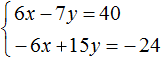 6x − 7y = 40
−6x + 15y = −24